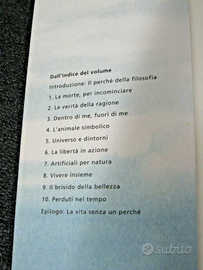 Dall'indice del volume
Introduzione: Il perché della filosofia
1. La morte, per incominciare
2. Le verità della ragione
3. Dentro di me, fuori di me
4. L'animale simbolico
5. Universo e dintorni
6. La libertà in azione
7. Artificiali per natura
8. Vivere insieme
9. Il brivido della bellezza
10. Perduti nel tempo
Epilogo: La vita senza un perché
subito